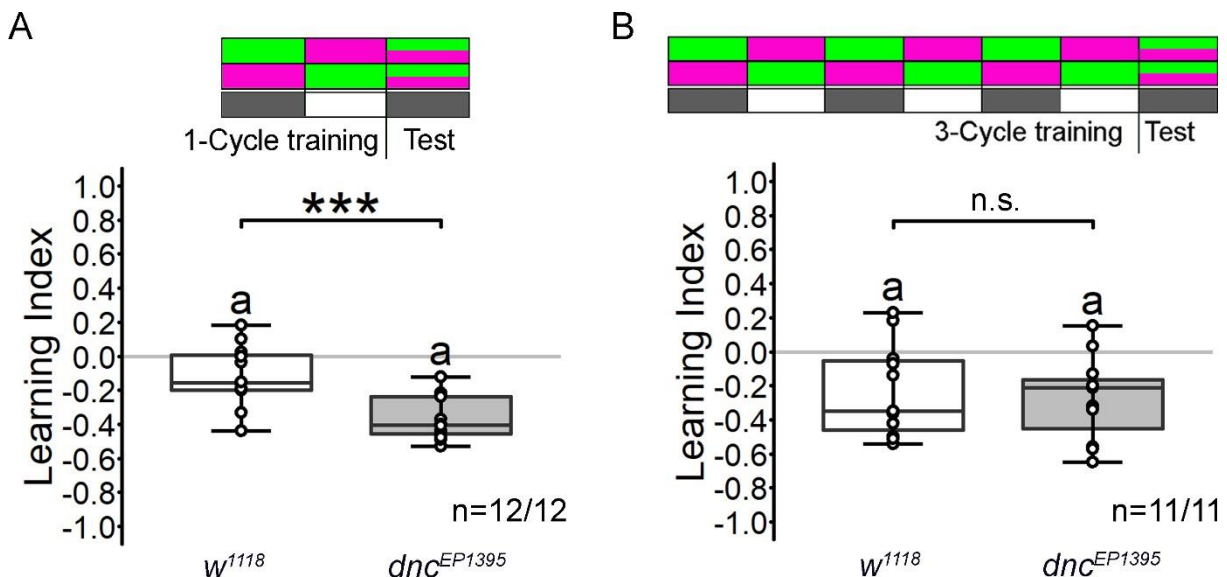 A
1-Cycle training
Test
Learning Index
1.0
0.8
0.6
0.4
0.2
0.0
-0.2
-0.4
-0.6
-0.8
-1.0
***
a
a
n=12/12
w¹¹¹⁸
dncᴱᴾ¹³⁹⁵
B
3-Cycle training
Test
Learning Index
1.0
0.8
0.6
0.4
0.2
0.0
-0.2
-0.4
-0.6
-0.8
-1.0
n.s.
a
a
n=11/11
w¹¹¹⁸
dncᴱᴾ¹³⁹⁵